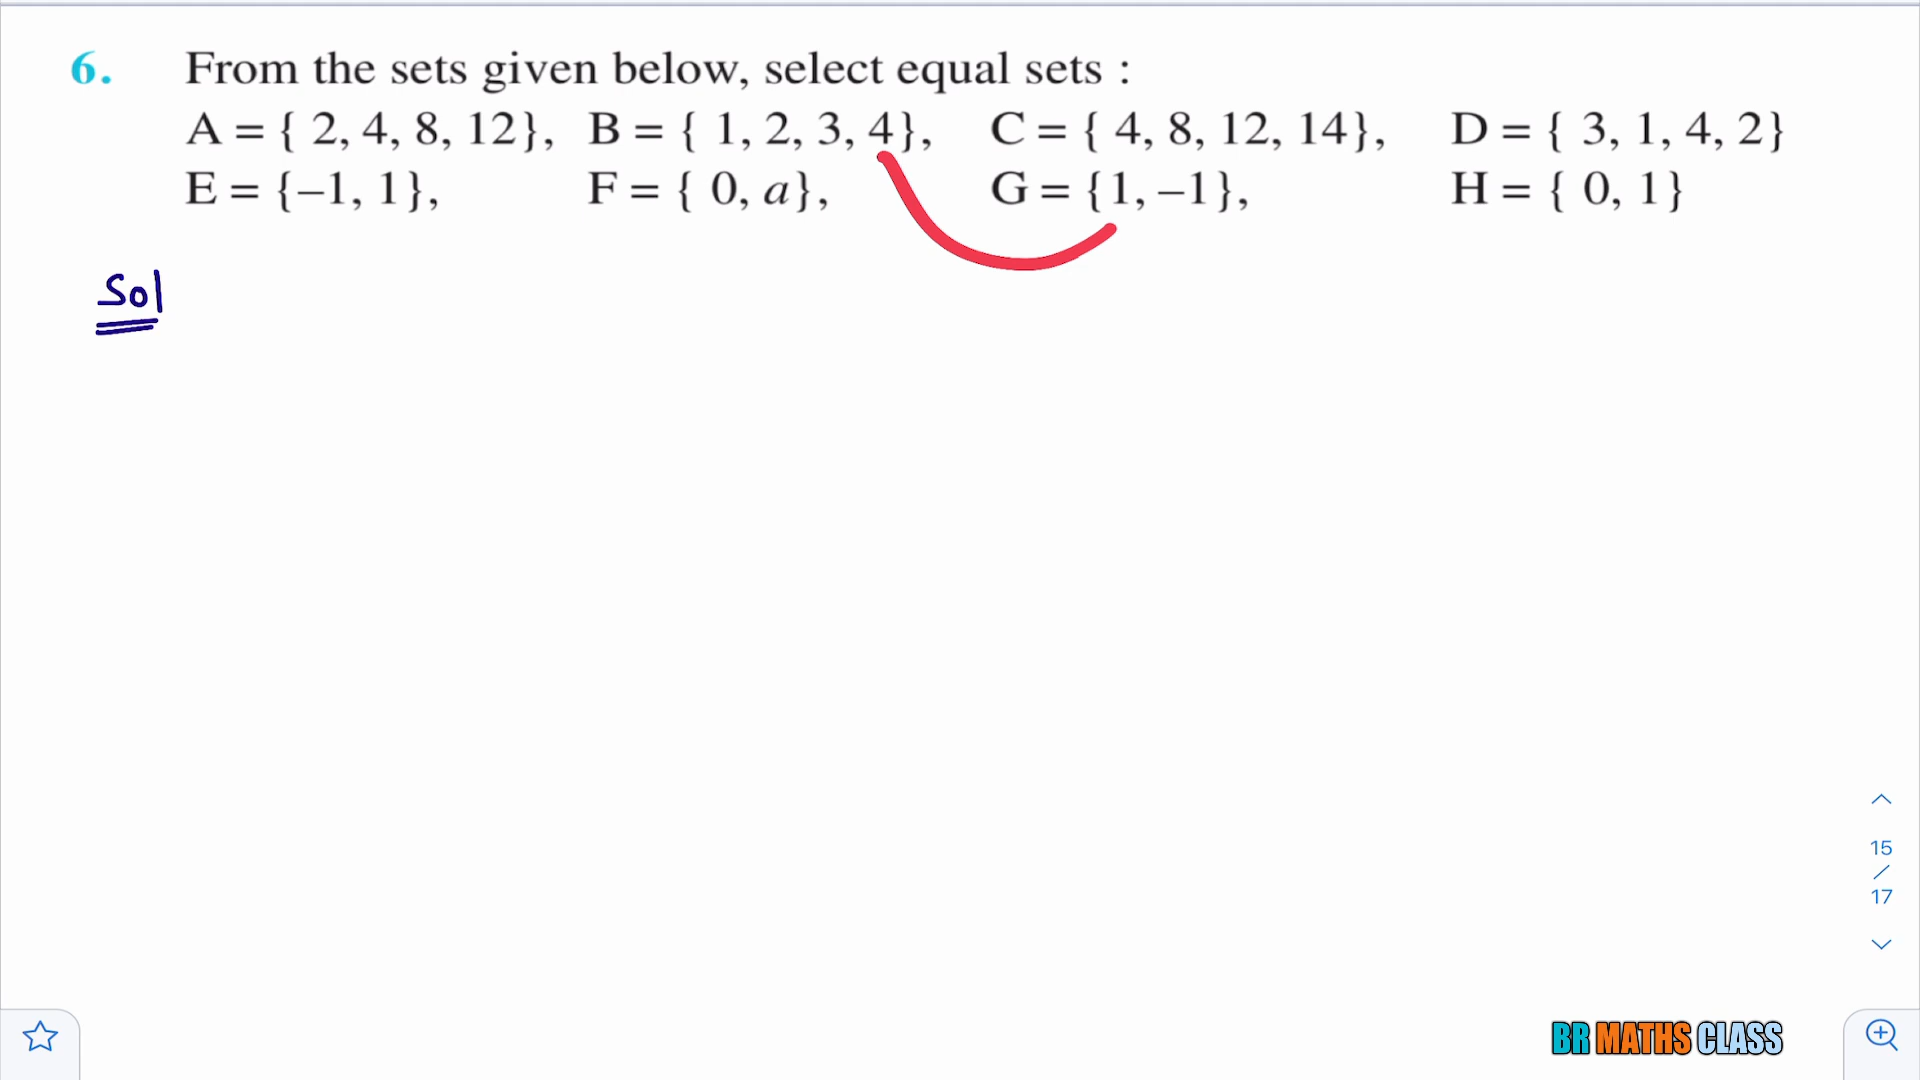 6. From the sets given below, select equal sets :
A = { 2, 4, 8, 12}, B = { 1, 2, 3, 4}, C = { 4, 8, 12, 14}, D = { 3, 1, 4, 2}
E = {–1, 1}, F = { 0, a}, G = {1, –1}, H = { 0, 1}
Sol
15
/
17
BR MATHS CLASS